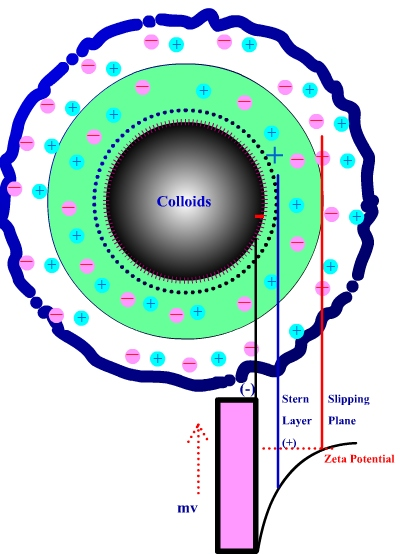 Colloids
(-)
Stern
Layer
(+)
Slipping
Plane
Zeta Potential
mv